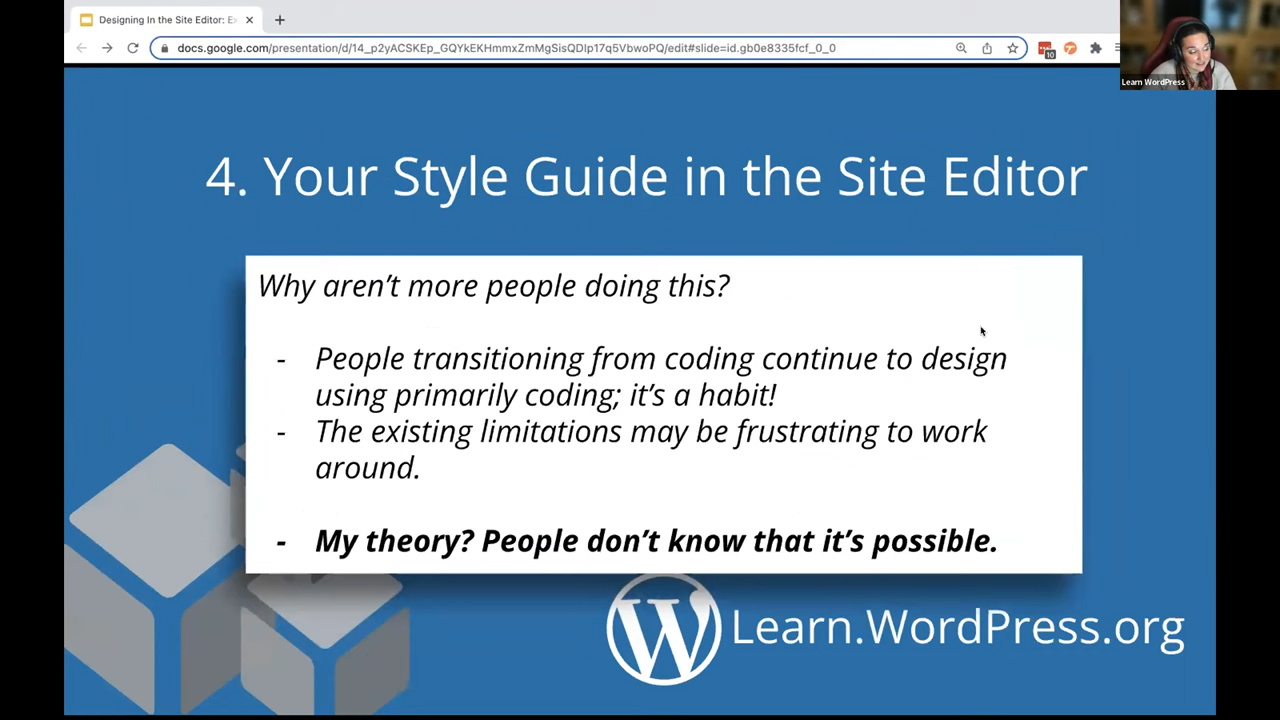 Designing In the Site Editor: E
docs.google.com/presentation/d/14_p2yACSKEp_GQYkEKHmmxZmMgSisQDIp17q5VbwoPQ/edit#slide=id.gb0e8335fcf_0_0
10
Learn WordPress
4. Your Style Guide in the Site Editor
Why aren't more people doing this?
- People transitioning from coding continue to design
using primarily coding; it's a habit!
- The existing limitations may be frustrating to work
around.
- My theory? People don't know that it's possible.
Learn.WordPress.org